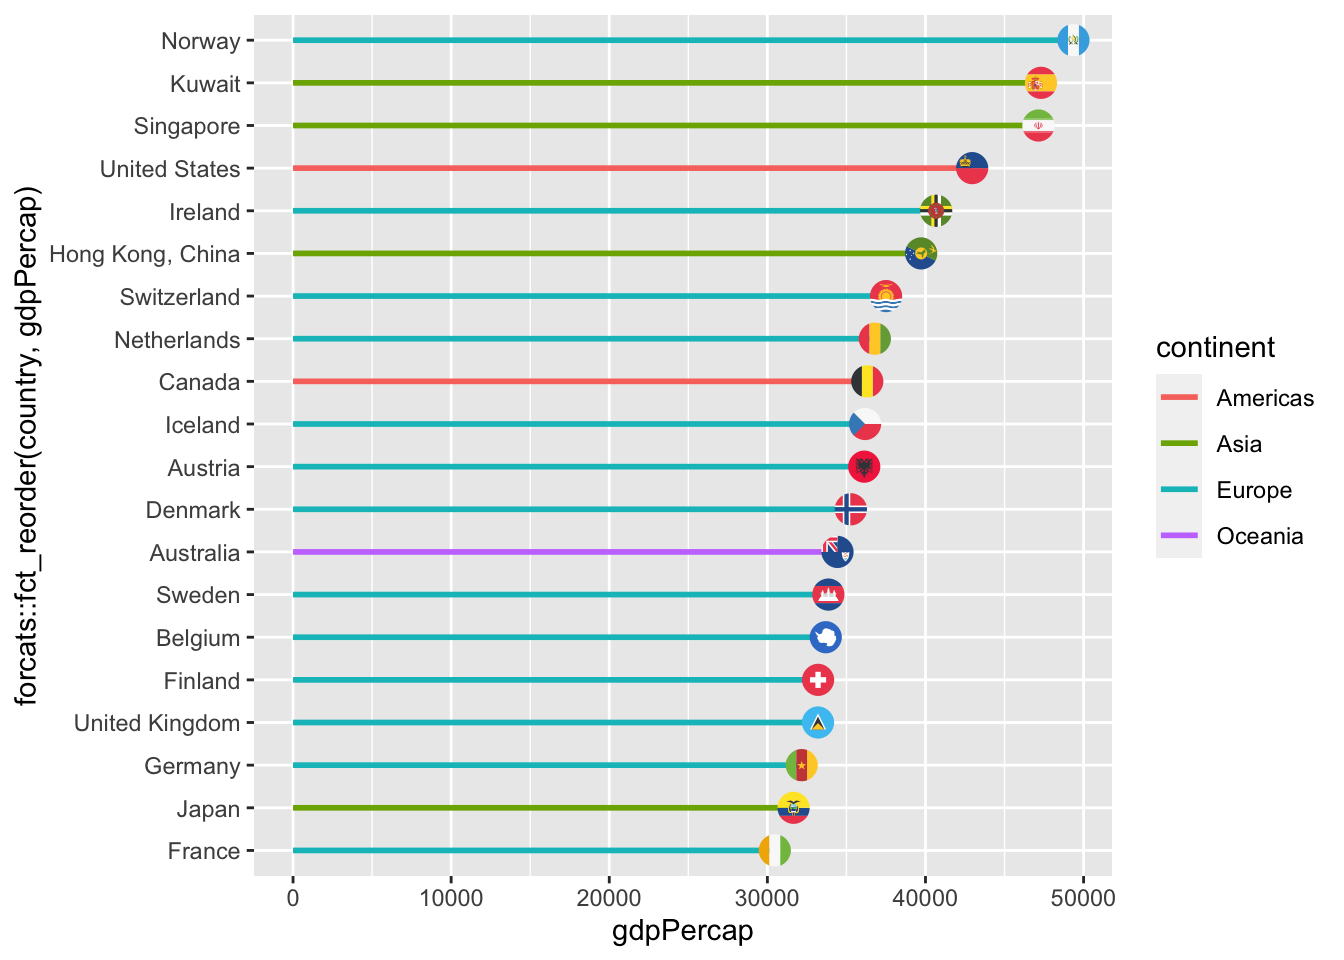 forcats::fct_reorder(country, gdpPercap)
Norway
Kuwait
Singapore
United States
Ireland
Hong Kong, China
Switzerland
Netherlands
Canada
Iceland
Austria
Denmark
Australia
Sweden
Belgium
Finland
United Kingdom
Germany
Japan
France
0 10000 20000 30000 40000 50000
gdpPercap
continent
Americas
Asia
Europe
Oceania